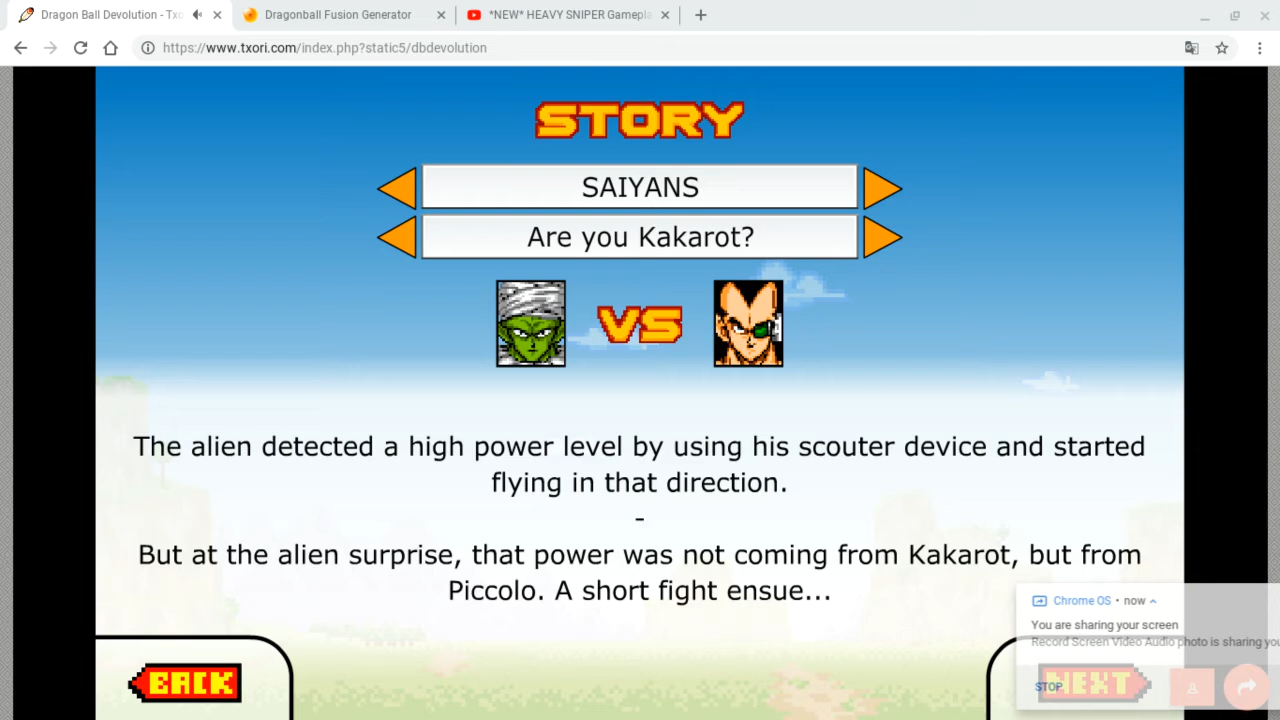 Dragon Ball Devolution - Txo
Dragonball Fusion Generator
*NEW* HEAVY SNIPER Gamepla
https://www.txori.com/index.php?static5/dbdevolution
STORY
SAIYANS
Are you Kakarot?
VS
The alien detected a high power level by using his scouter device and started
flying in that direction.
-
But at the alien surprise, that power was not coming from Kakarot, but from
Piccolo. A short fight ensue...
Chrome OS • now
You are sharing your screen
Record Screen Video Audio photo is sharing you
BACK
STOP
NEXT